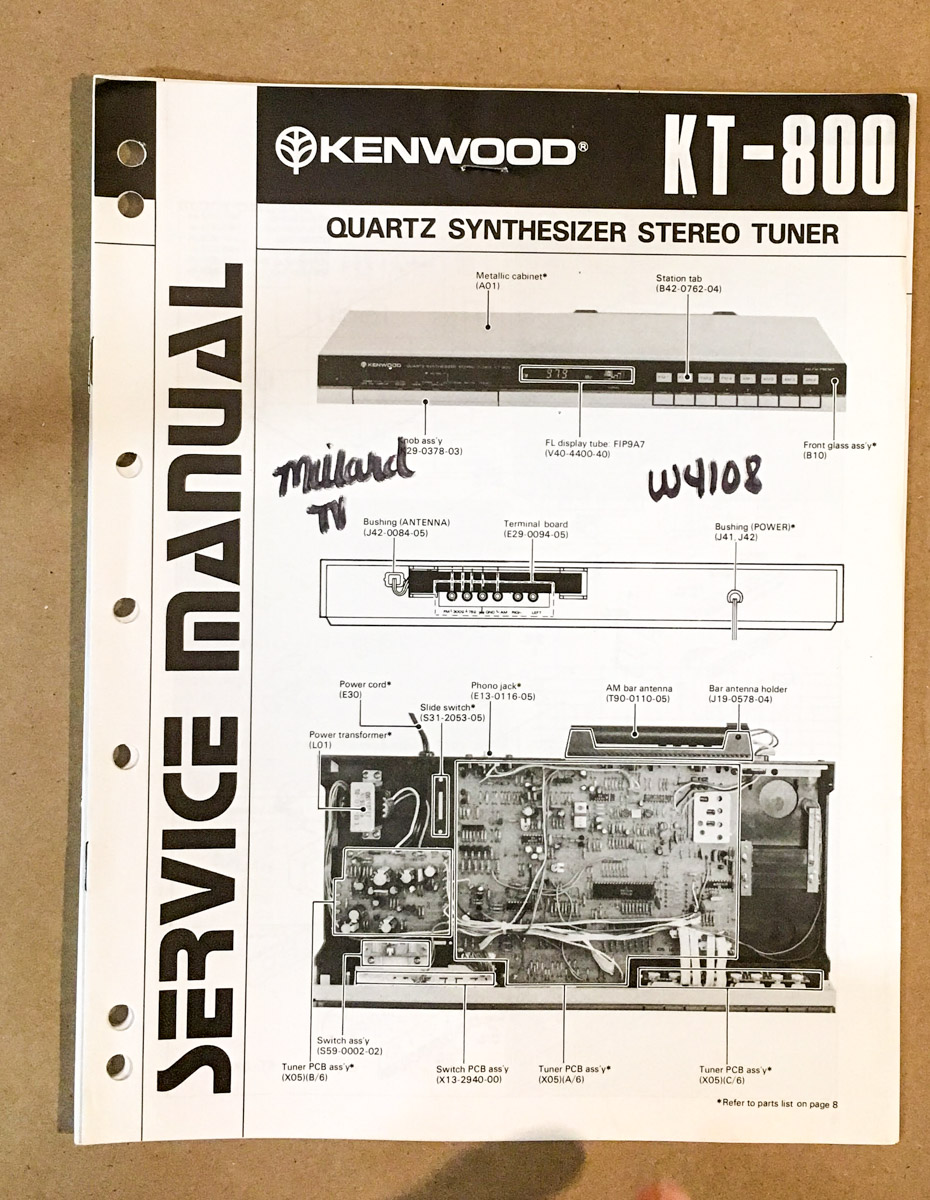 KENWOOD®
KT-800
QUARTZ SYNTHESIZER STEREO TUNER
SERVICE MANUAL
Metallic cabinet*
(A01)
Station tab
(B42-0762-04)
KENWOOD
979
ob ass'y
29-0378-03)
FL display tube: FIP9A7
(V40-4400-40)
Front glass ass'y*
(B10)
Millard
TV
W4108
Bushing (ANTENNA)
(J42-0084-05)
Terminal board
(E29-0094-05)
Bushing (POWER)*
(J41, J42)
LEFT
Power cord*
(E30)
Phono jack*
(E13-0116-05)
Slide switch*
(S31-2053-05)
AM bar antenna
(T90-0110-05)
Bar antenna holder
(J19-0578-04)
Power transformer*
(L01)
Switch ass'y
(S59-0002-02)
Tuner PCB ass'y*
(X05)(B/6)
Switch PCB ass'y
(X13-2940-00)
Tuner PCB ass'y*
(X05)(A/6)
Tuner PCB ass'y*
(X05)(C/6)
*Refer to parts list on page 8